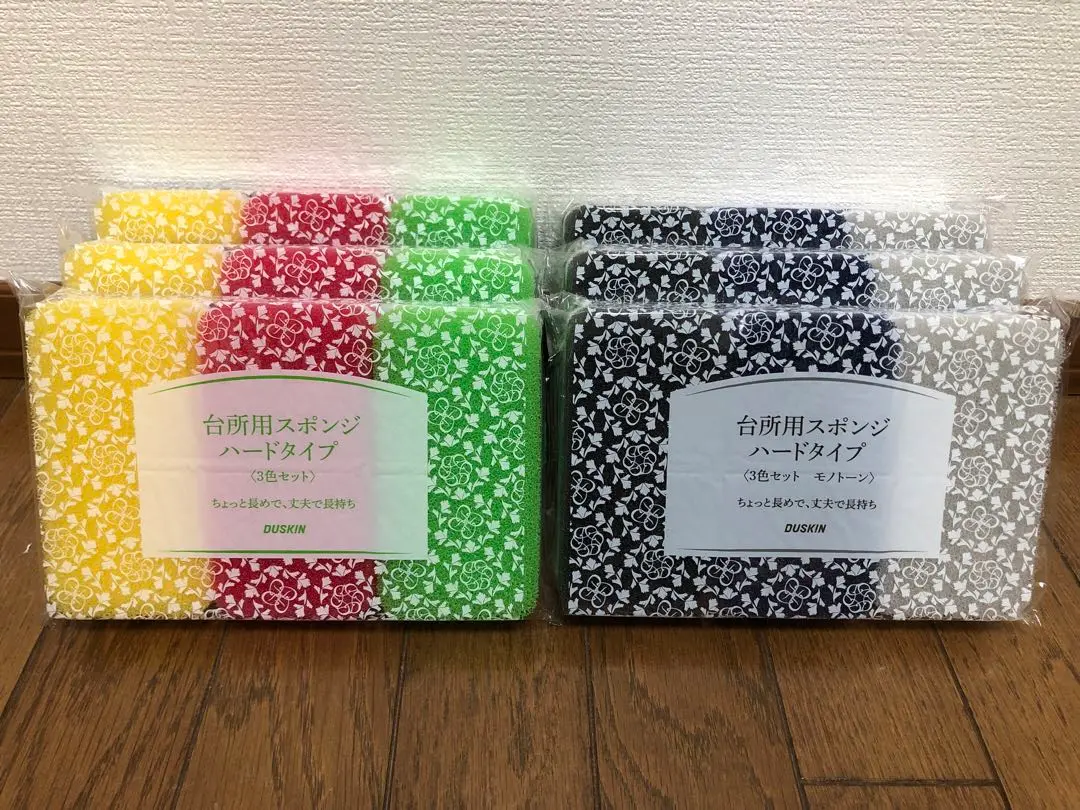 台所用スポンジ
ハードタイプ
〈3色セット〉
ちょっと長めで、丈夫で長持ち
DUSKIN
台所用スポンジ
ハードタイプ
〈3色セット　モノトーン〉
ちょっと長めで、丈夫で長持ち
DUSKIN